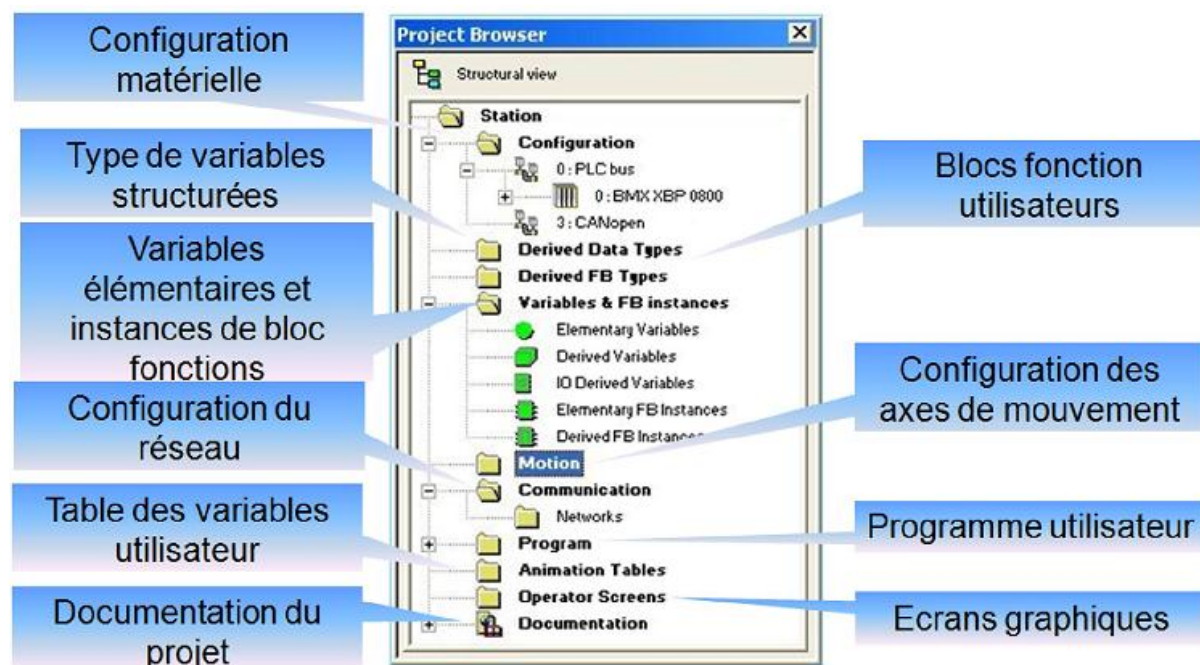 Configuration
matérielle
Type de variables
structurées
Variables
élémentaires et
instances de bloc
fonctions
Configuration du
réseau
Table des variables
utilisateur
Documentation du
projet
Project Browser
Structural view
Station
Configuration
0 : PLC bus
0 : BMX XBP 0800
3 : CANopen
Derived Data Types
Derived FB Types
Variables & FB instances
Elementary Variables
Derived Variables
IO Derived Variables
Elementary FB Instances
Derived FB Instances
Motion
Communication
Networks
Program
Animation Tables
Operator Screens
Documentation
Blocs fonction
utilisateurs
Configuration des
axes de mouvement
Programme utilisateur
Ecrans graphiques